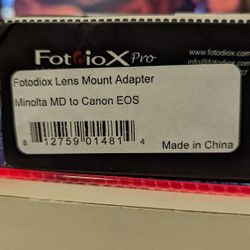 FotodioX Pro
www.fotodiox.com
Fotodiox Lens Mount Adapter
Minolta MD to Canon EOS
8 12759 01481 4
Made in China